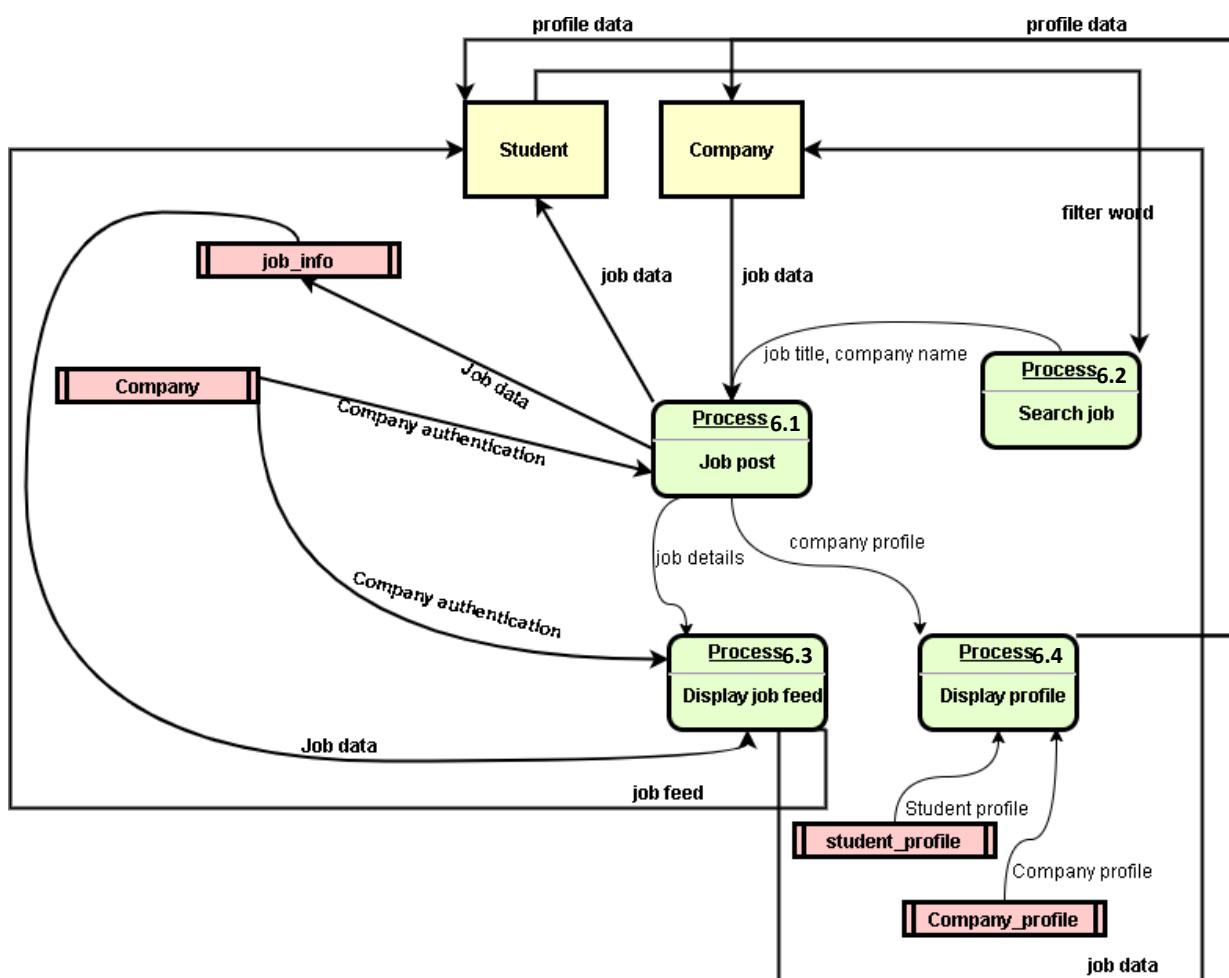 profile data
profile data
Student
Company
filter word
job_info
job data
job data
job title, company name
Process6.2
Search job
Company
Job data
Company authentication
Process6.1
Job post
job details
company profile
Company authentication
Process6.3
Display job feed
Process6.4
Display profile
Job data
job feed
Student profile
student_profile
Company profile
Company_profile
job data